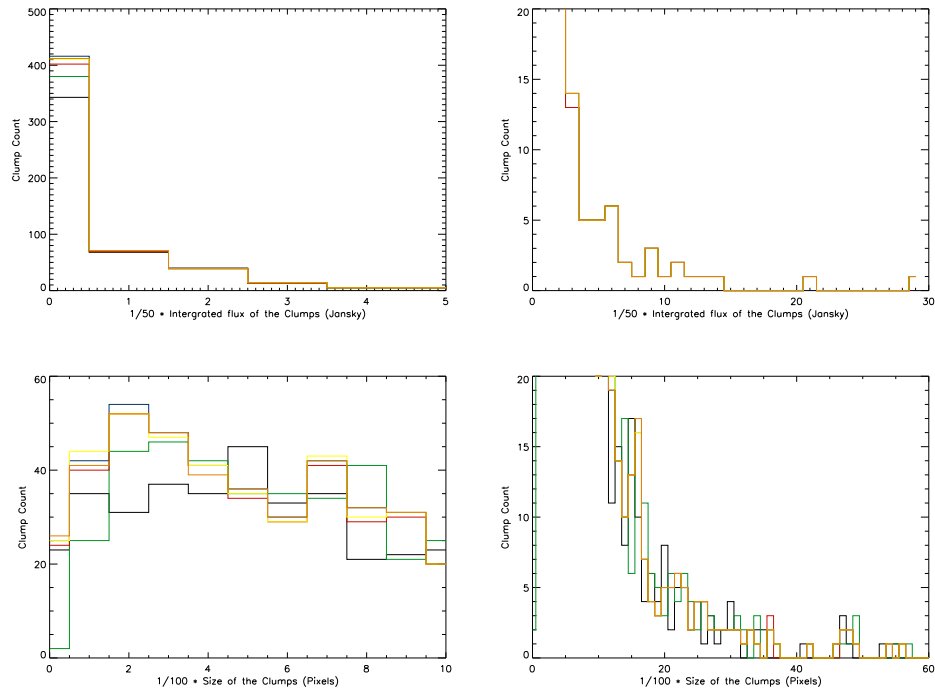 500
400
300
200
100
0
Clump Count
0 1 2 3 4 5
1/50 * Intergrated flux of the Clumps (Jansky)
20
15
10
5
0
Clump Count
0 10 20 30
1/50 * Intergrated flux of the Clumps (Jansky)
60
40
20
0
Clump Count
0 2 4 6 8 10
1/100 * Size of the Clumps (Pixels)
20
15
10
5
0
Clump Count
0 20 40 60
1/100 * Size of the Clumps (Pixels)